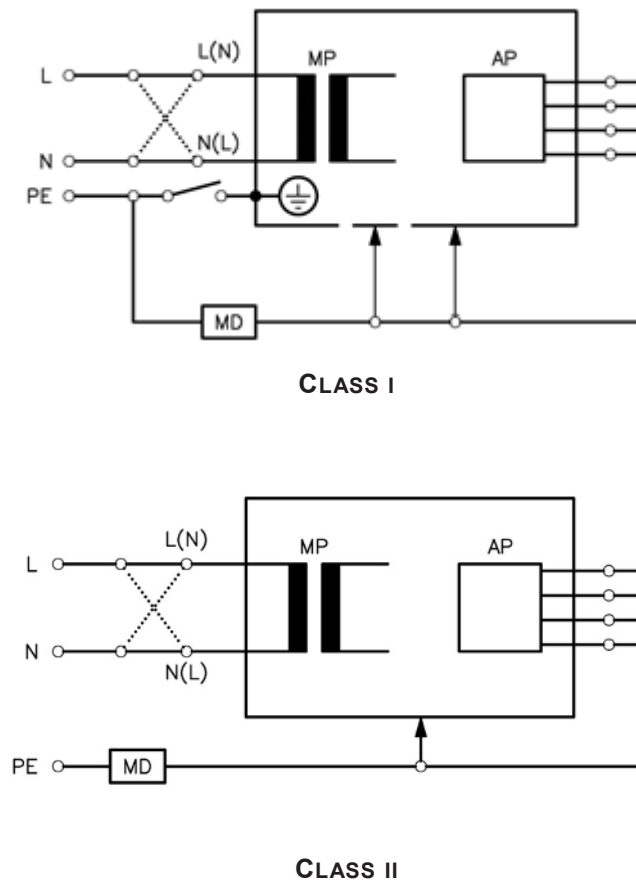 L(N)
MP
AP
L
N(L)
N
PE
MD
CLASS I
L(N)
MP
AP
L
N
N(L)
PE
MD
CLASS II